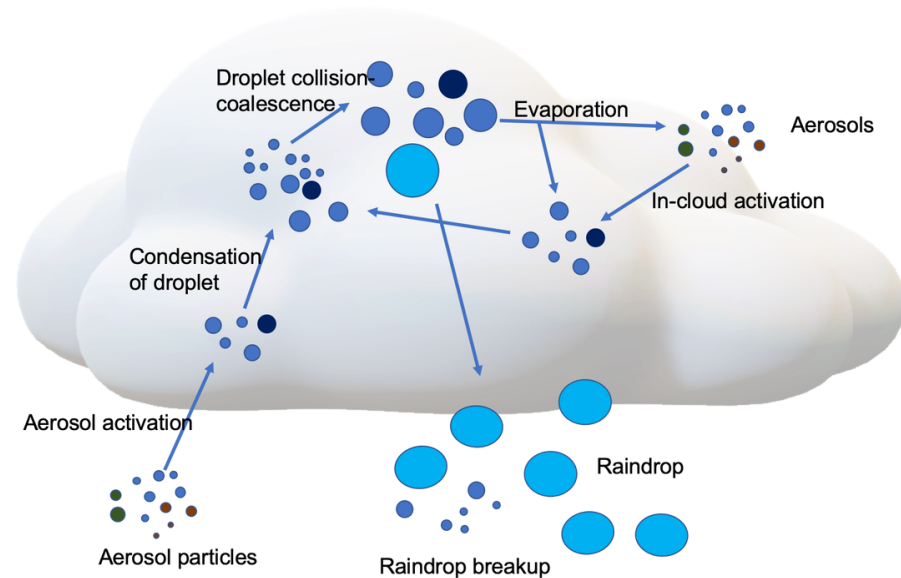 Droplet collision-
coalescence
Evaporation
Aerosols
In-cloud activation
Condensation
of droplet
Aerosol activation
Raindrop
Aerosol particles
Raindrop breakup